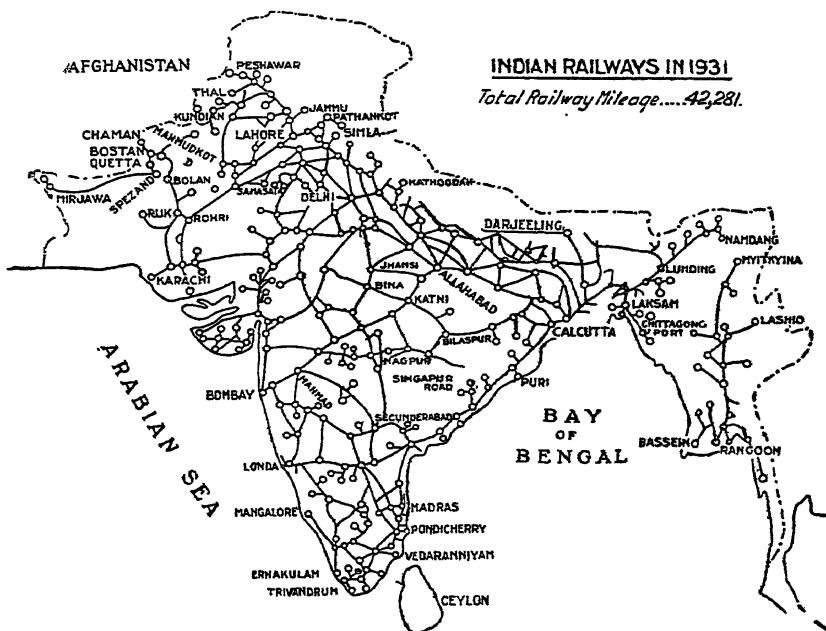 INDIAN RAILWAYS IN 1931
Total Railway Mileage.....42,281.
AFGHANISTAN
PESHAWAR
THAL
KUNDIAN
JAMMU
PATHANKOT
LAHORE
SIMLA
CHAMAN
BOSTAN
QUETTA
MAHMUDKOT
BOLAN
SPEZAND
MIRJAWA
SAMASATA
DELHI
KATHGODAM
RUK
ROHRI
DARJEELING
NAMDANG
LUMDING
MYITKYINA
KARACHI
JHANSI
BINA
ALLAHABAD
KATNI
LAKSAM
CHITTAGONG
PORT
LASHIO
BILASPUR
CALCUTTA
NAGPUR
ARABIAN SEA
BOMBAY
MAHMAD
SINGAPUR
ROAD
PURI
SECUNDERABAD
BAY
OF
BENGAL
BASSEIN
RANGOON
LONDA
MANGALORE
MADRAS
PONDICHERRY
VEDARANNIYAM
ERNAKULAM
TRIVANDRUM
CEYLON